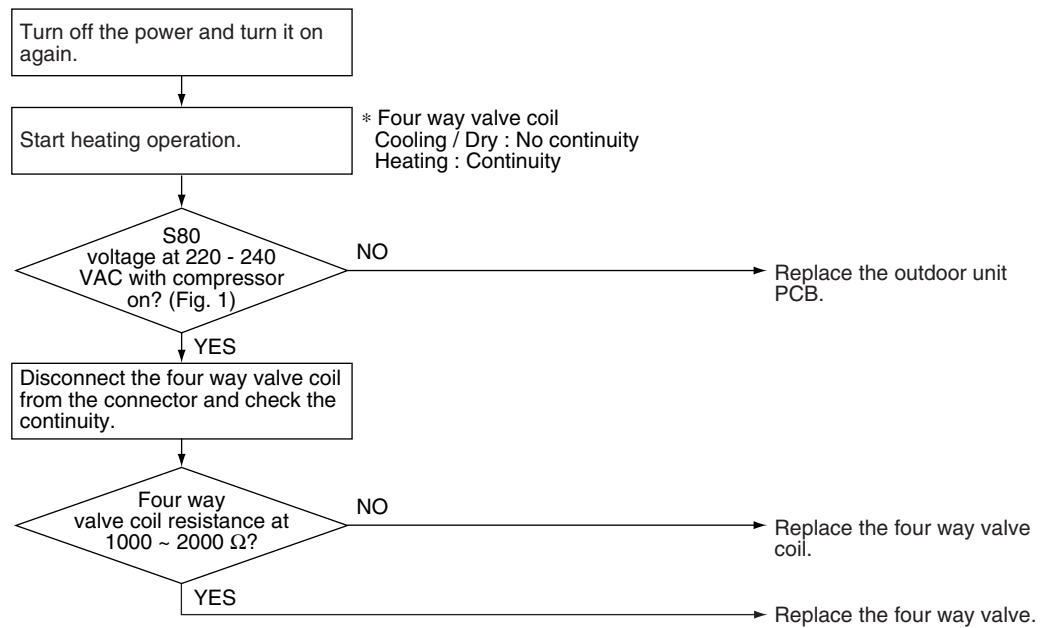 Turn off the power and turn it on
again.
Start heating operation.
* Four way valve coil
Cooling / Dry : No continuity
Heating : Continuity
S80
voltage at 220 - 240
VAC with compressor
on? (Fig. 1)
NO
Replace the outdoor unit
PCB.
YES
Disconnect the four way valve coil
from the connector and check the
continuity.
Four way
valve coil resistance at
1000 ~ 2000 Ω?
NO
Replace the four way valve
coil.
YES
Replace the four way valve.